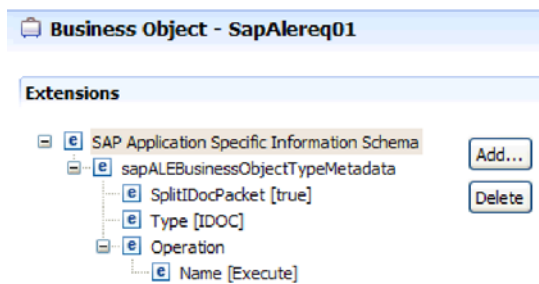 Business Object - SapAlereq01
Extensions
SAP Application Specific Information Schema
sapALEBusinessObjectTypeMetadata
SplitIDocPacket [true]
Type [IDOC]
Operation
Name [Execute]
Add...
Delete